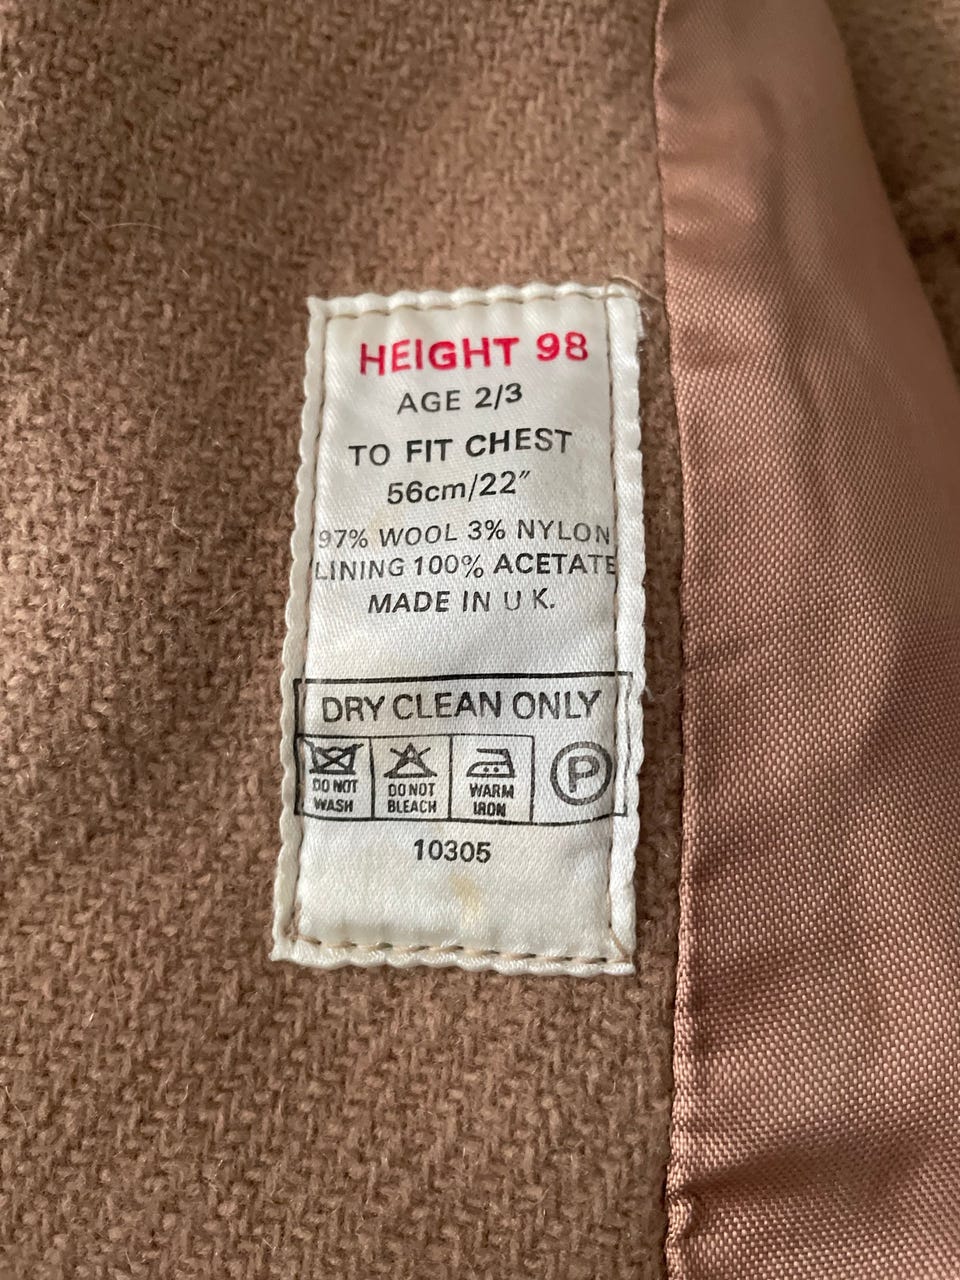 HEIGHT 98
AGE 2/3
TO FIT CHEST
56cm/22"
97% WOOL 3% NYLON
LINING 100% ACETATE
MADE IN U K.
DRY CLEAN ONLY
DO NOT WASH
DO NOT BLEACH
WARM IRON
P
10305